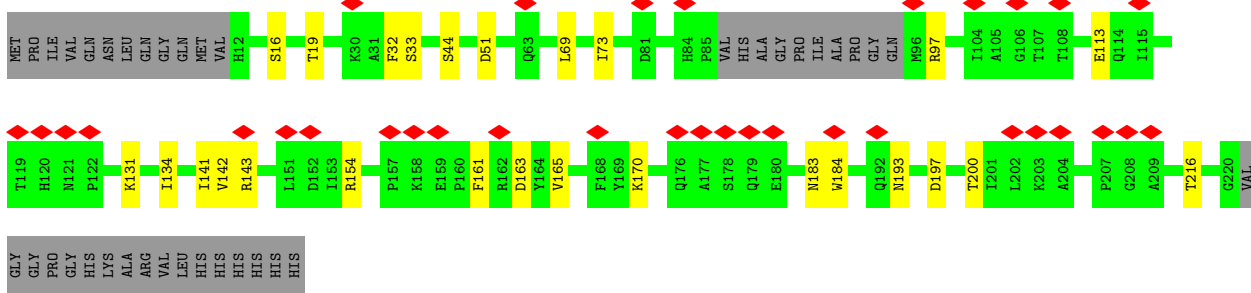 MET PRO ILE VAL GLN ASN LEU GLN GLY GLN MET VAL H12 S16 T19 K30 A31 F32 S33 S44 D51 Q63 L69 I73 D81 H84 P85 VAL HIS ALA GLY PRO ILE ALA PRO GLY GLN M96 R97 I104 A105 G106 T107 T108 E113 Q114 I115
T119 H120 N121 P122 K131 I134 I141 V142 R143 L151 D152 I153 R154 P157 K158 E159 P160 F161 R162 D163 Y164 V165 F168 Y169 K170 Q176 A177 S178 Q179 E180 N183 W184 Q192 N193 D197 T200 I201 L202 K203 A204 P207 G208 A209 T216 G220 VAL
GLY GLY PRO GLY HIS LYS ALA ARG VAL LEU HIS HIS HIS HIS HIS HIS